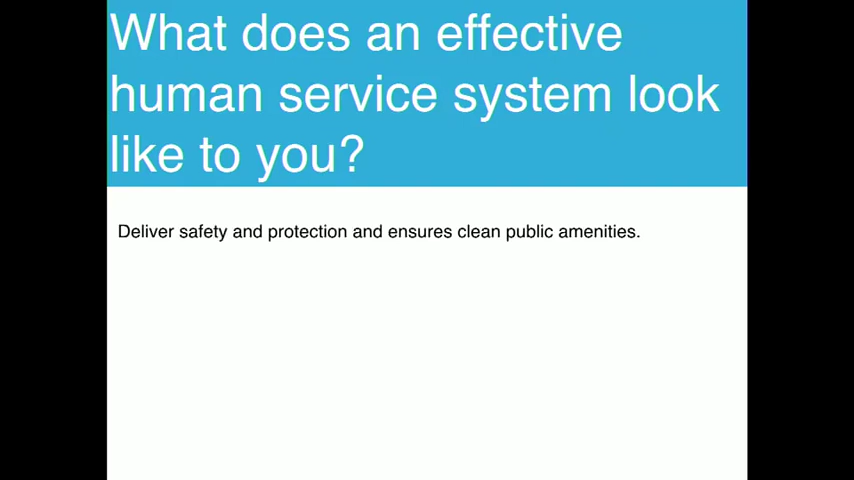 What does an effective
human service system look
like to you?
Deliver safety and protection and ensures clean public amenities.